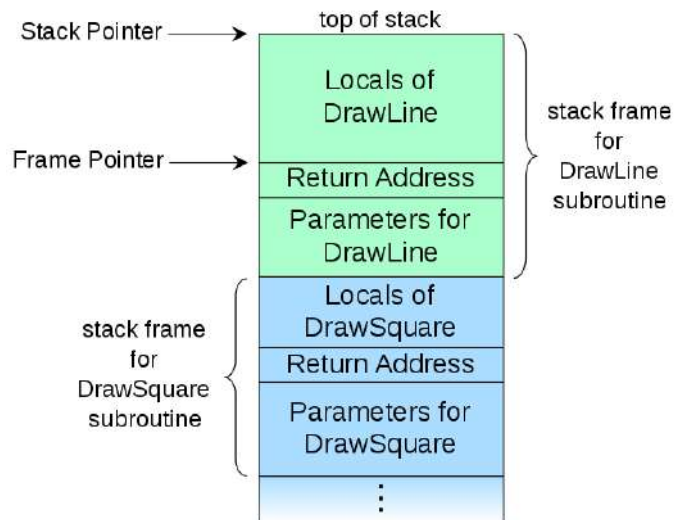 top of stack
Stack Pointer
Locals of
DrawLine
stack frame
for
DrawLine
subroutine
Frame Pointer
Return Address
Parameters for
DrawLine
Locals of
DrawSquare
stack frame
for
DrawSquare
subroutine
Return Address
Parameters for
DrawSquare